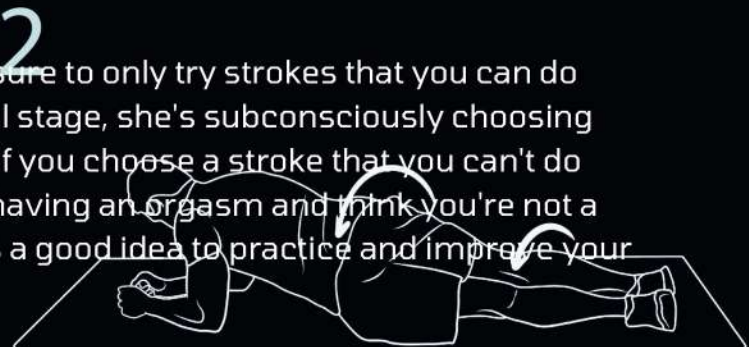 2
sure to only try strokes that you can do
l stage, she's subconsciously choosing
f you choose a stroke that you can't do
having an orgasm and think you're not a
a good idea to practice and improve your